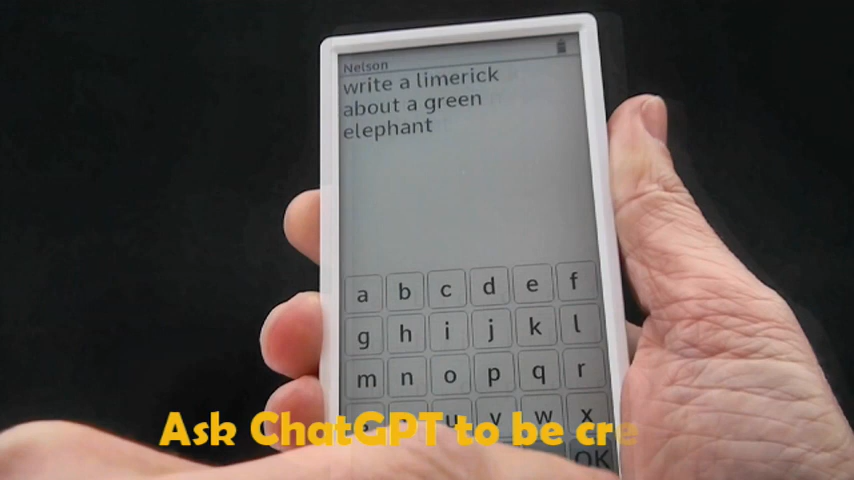 Nelson
write a limerick
about a green
elephant
a b c d e f
g h i j k l
m n o p q r
u v w x
OK
Ask ChatGPT to be cre